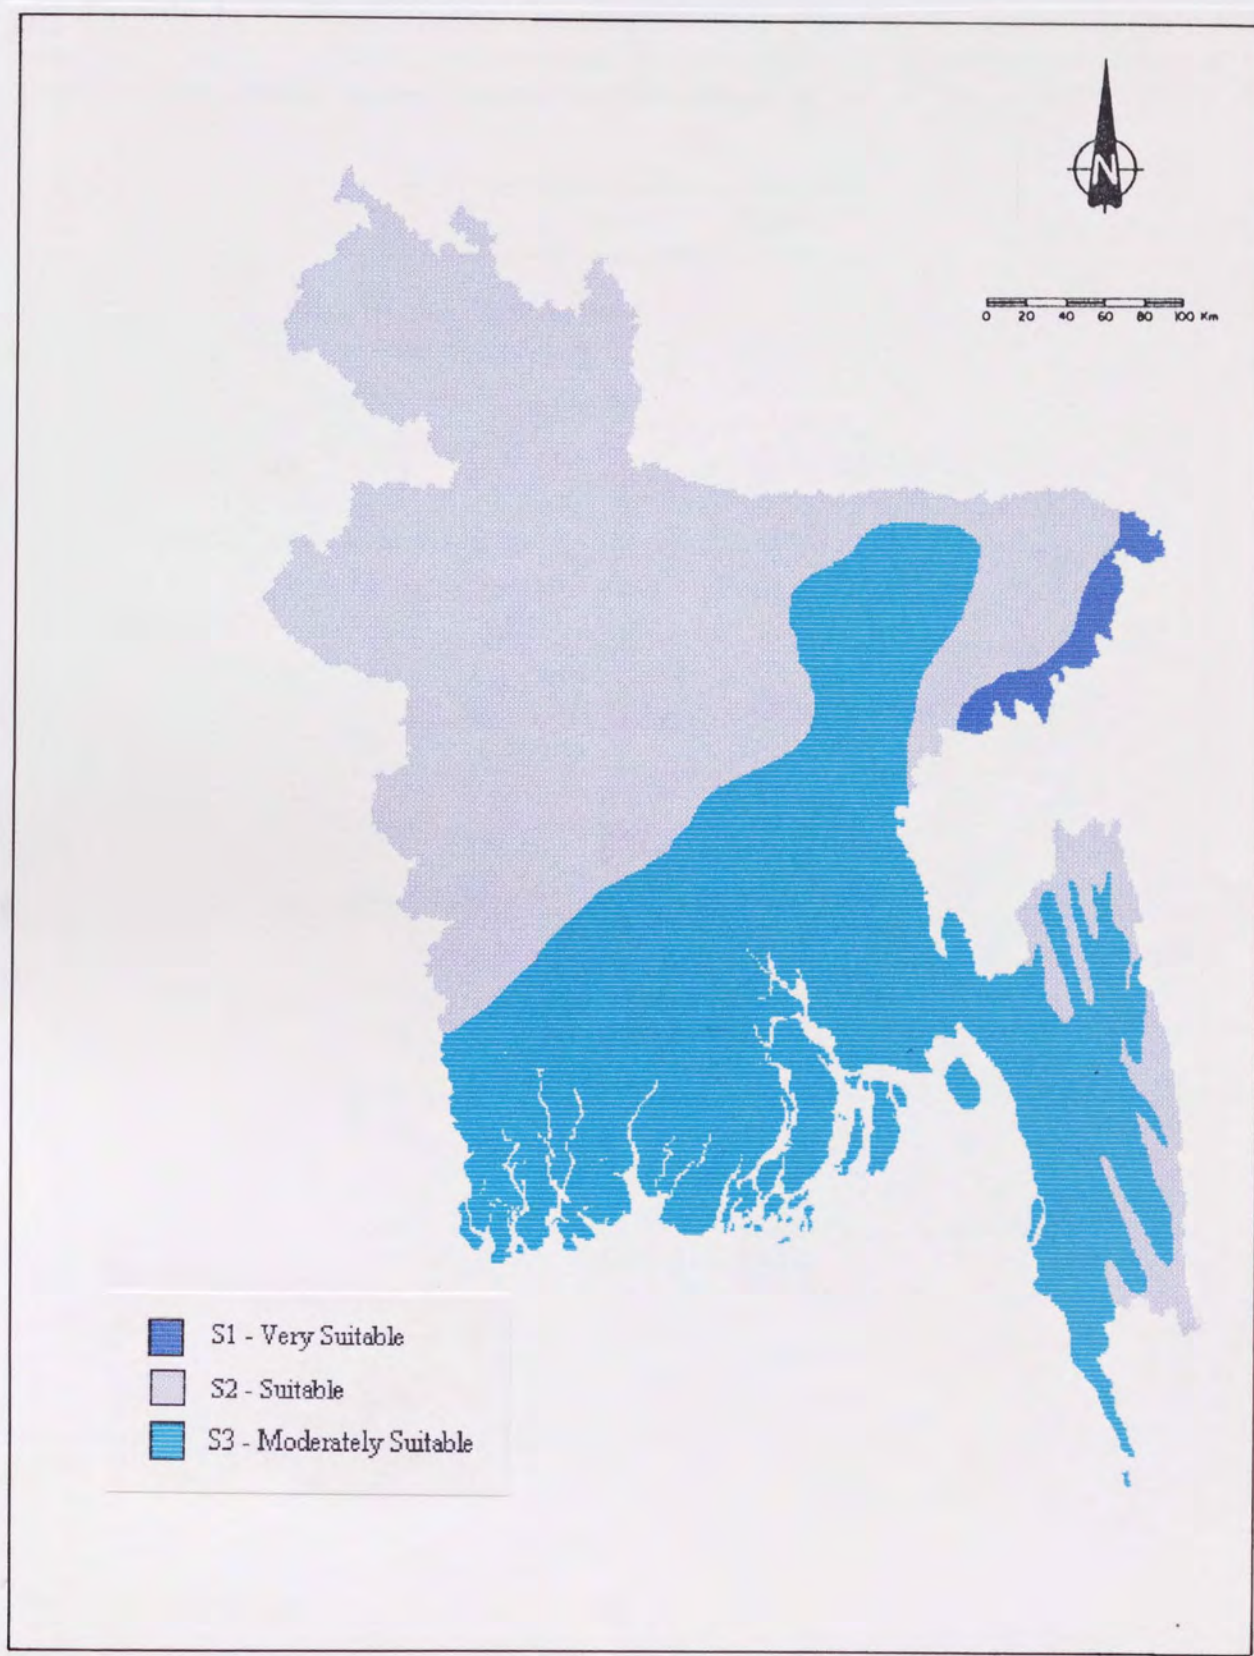 N
0 20 40 60 80 100 Km
S1 - Very Suitable
S2 - Suitable
S3 - Moderately Suitable